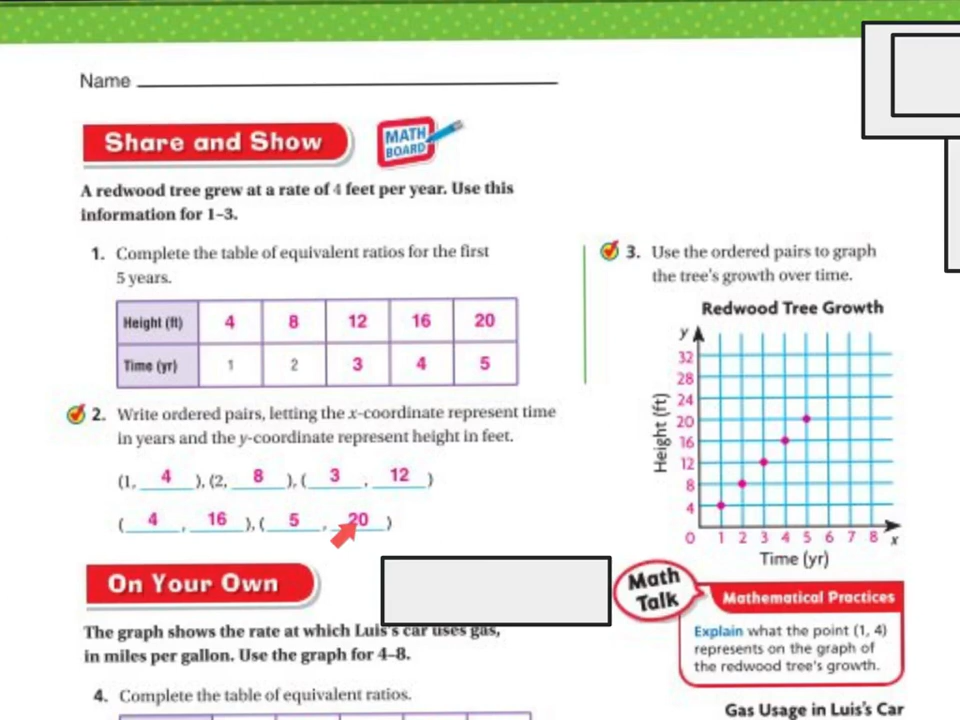 Name
Share and Show
MATH
BOARD
A redwood tree grew at a rate of 4 feet per year. Use this
information for 1–3.
1. Complete the table of equivalent ratios for the first
5 years.
Height (ft) 4 8 12 16 20
Time (yr) 1 2 3 4 5
2. Write ordered pairs, letting the x-coordinate represent time
in years and the y-coordinate represent height in feet.
(1, 4 ), (2, 8 ), ( 3 , 12 )
( 4 , 16 ), ( 5 , 20 )
3. Use the ordered pairs to graph
the tree's growth over time.
Redwood Tree Growth
y
32
28
24
20
16
12
8
4
0 1 2 3 4 5 6 7 8 x
Height (ft)
Time (yr)
Math
Talk
Mathematical Practices
Explain what the point (1, 4)
represents on the graph of
the redwood tree's growth.
On Your Own
The graph shows the rate at which Luis's car uses gas,
in miles per gallon. Use the graph for 4–8.
4. Complete the table of equivalent ratios.
Gas Usage in Luis's Car